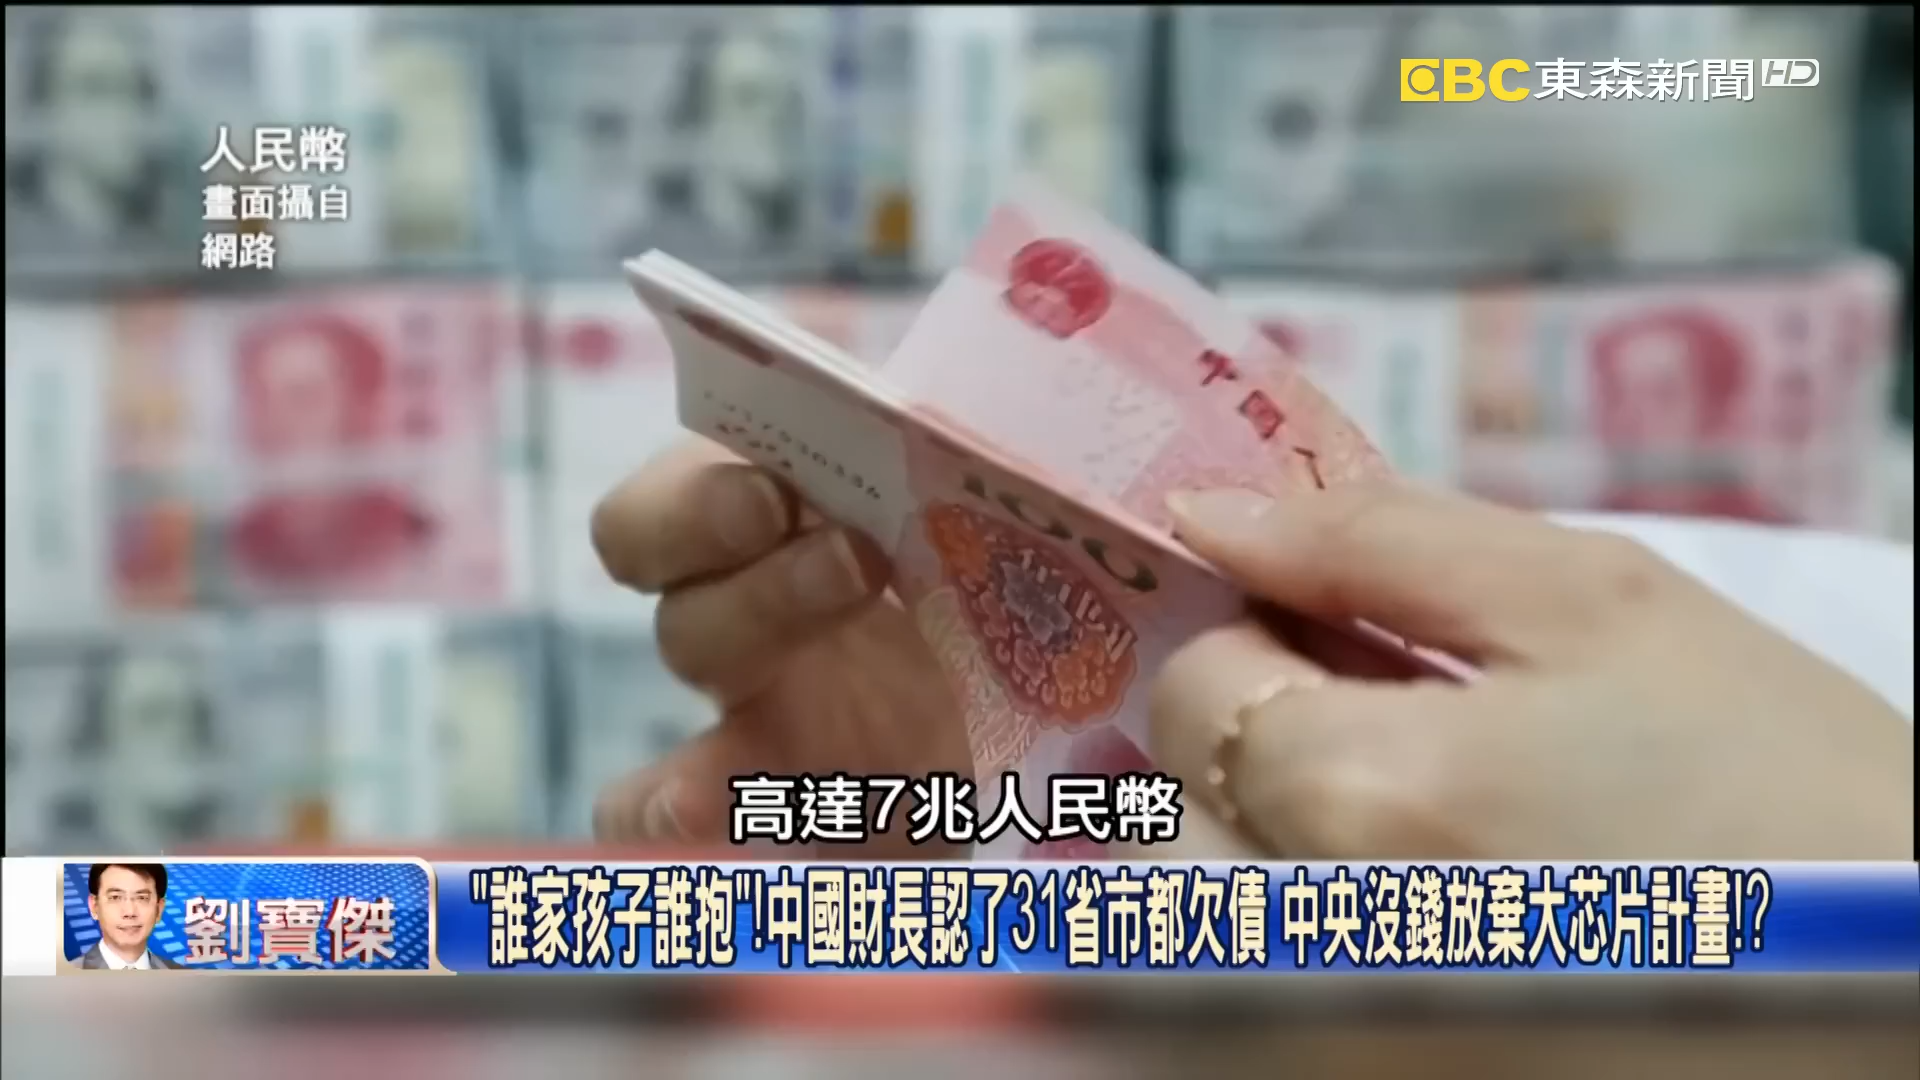 EBC東森新聞HD
人民幣
畫面攝自
網路
100
高達7兆人民幣
劉寶傑
"誰家孩子誰抱"!中國財長認了31省市都欠債 中央沒錢放棄大芯片計畫!?